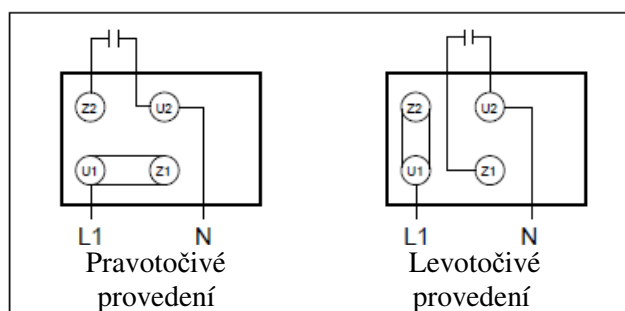 Z2 U2
U1 Z1
L1 N
Pravotočivé
provedení
Z2 U2
U1 Z1
L1 N
Levotočivé
provedení